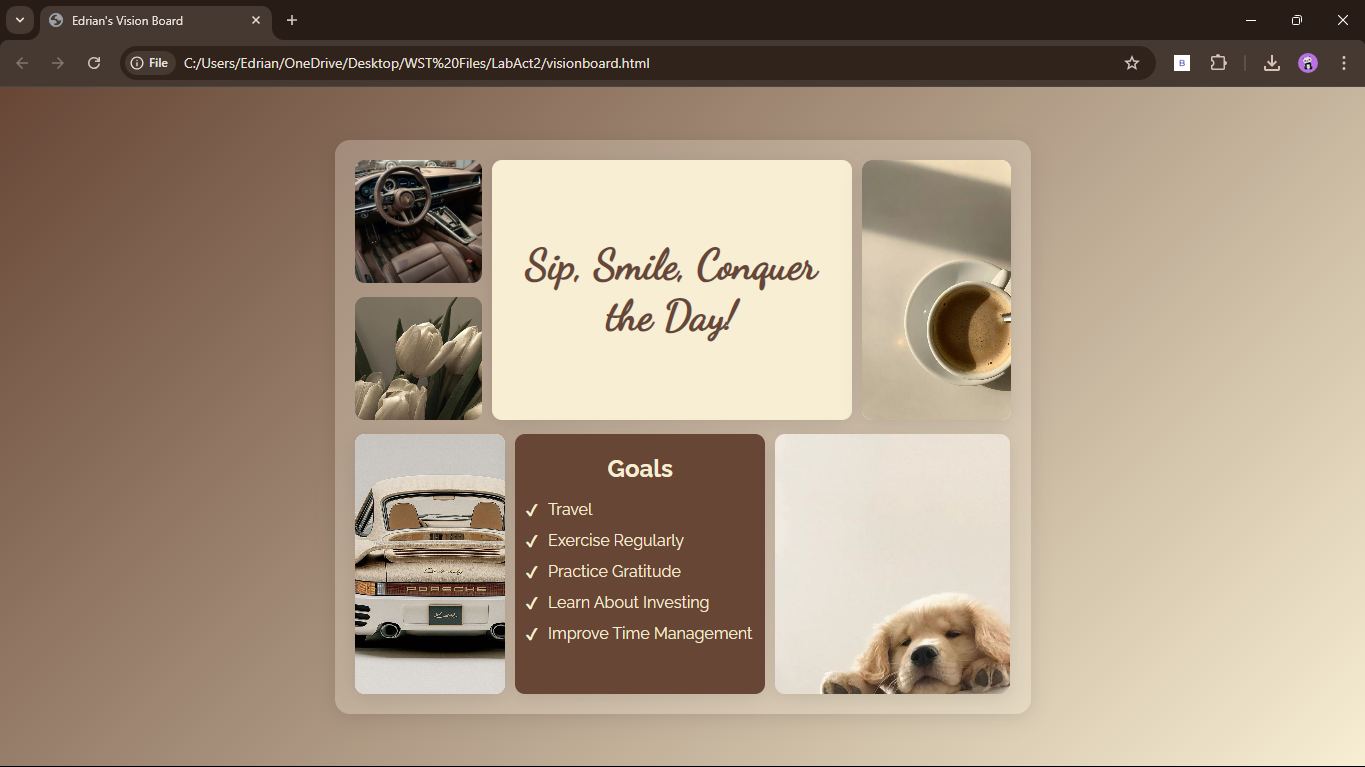 Edrian's Vision Board
File
C:/Users/Edrian/OneDrive/Desktop/WST%20Files/LabAct2/visionboard.html
B
Sip, Smile, Conquer
the Day!
Goals
✓ Travel
✓ Exercise Regularly
✓ Practice Gratitude
✓ Learn About Investing
✓ Improve Time Management
PORSCHE